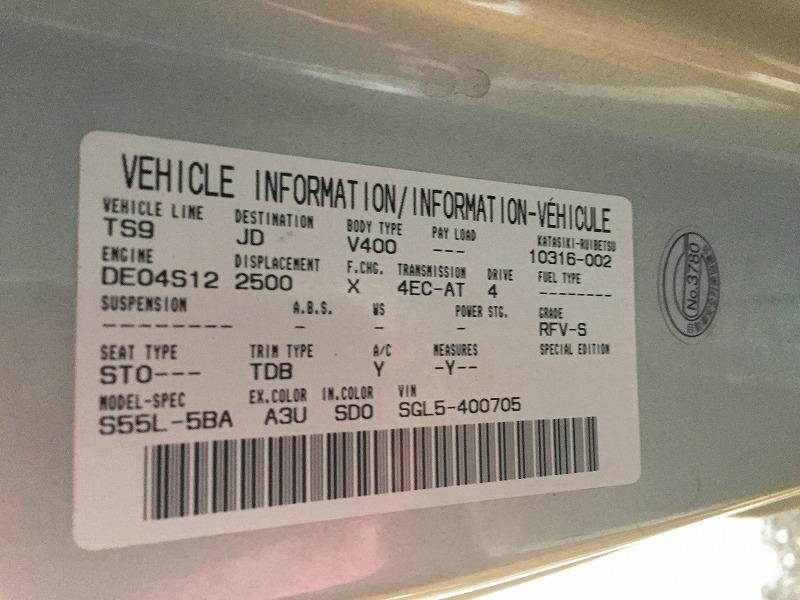 VEHICLE INFORMATION/INFORMATION-VÉHICULE
VEHICLE LINE DESTINATION BODY TYPE PAY LOAD KATASIKI-RUIBETSU
TS9 JD V400 --- 10316-002
ENGINE DISPLACEMENT F.CHG. TRANSMISSION DRIVE FUEL TYPE
DE04S12 2500 X 4EC-AT 4 --------
SUSPENSION A.B.S. WS POWER STG. GRADE
--------- - - - RFV-S
SEAT TYPE TRIM TYPE A/C MEASURES SPECIAL EDITION
STO--- TDB Y -Y--
MODEL-SPEC EX.COLOR IN.COLOR VIN
S55L-5BA A3U SD0 SGL5-400705
No.3780